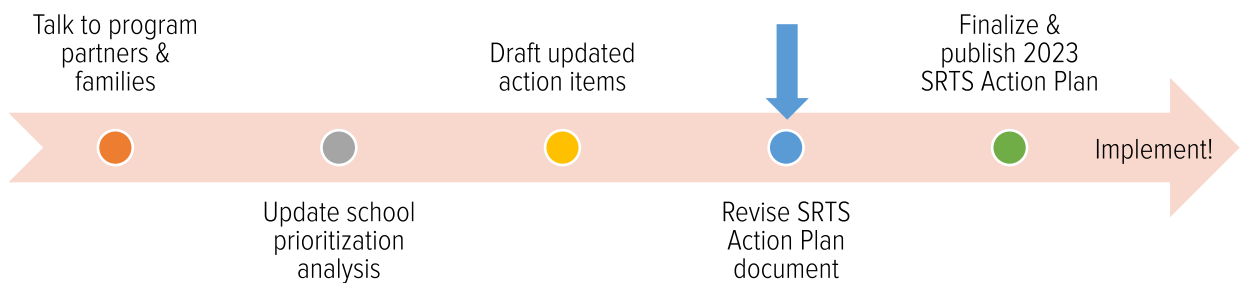 Talk to program
partners &
families
Update school
prioritization
analysis
Draft updated
action items
Revise SRTS
Action Plan
document
Finalize &
publish 2023
SRTS Action Plan
Implement!